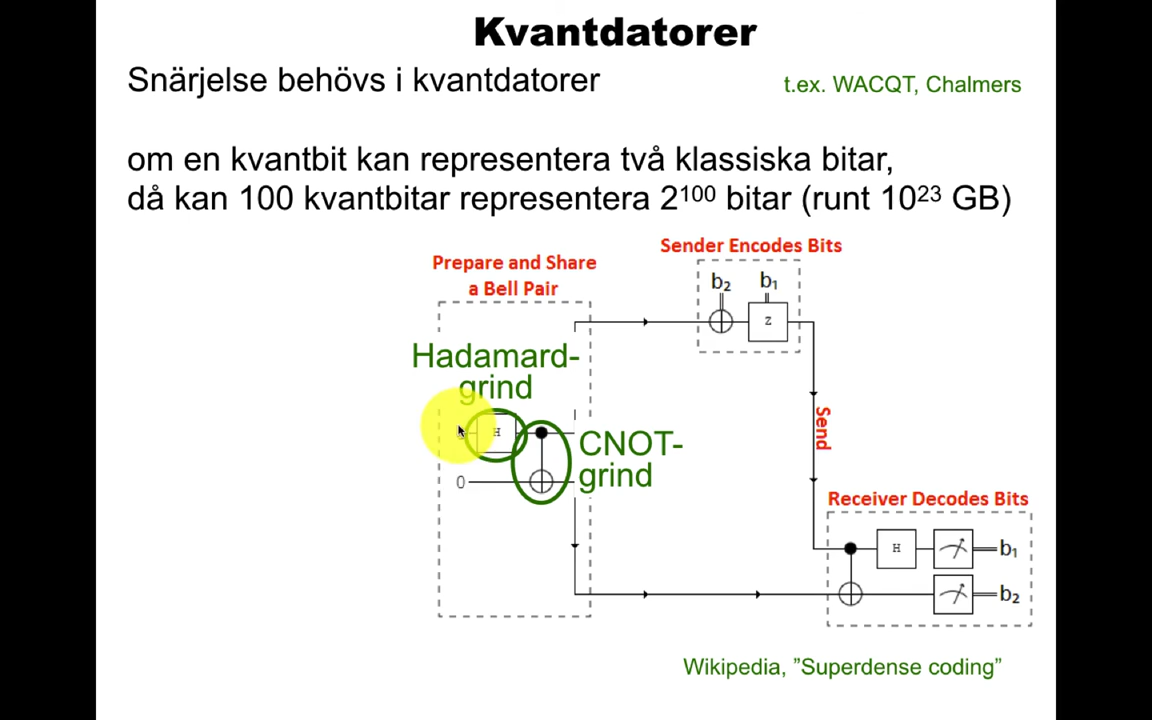 Kvantdatorer
Snärjelse behövs i kvantdatorer
t.ex. WACQT, Chalmers
om en kvantbit kan representera två klassiska bitar,
då kan 100 kvantbitar representera 2¹⁰⁰ bitar (runt 10²³ GB)
Sender Encodes Bits
Prepare and Share
a Bell Pair
b₂ b₁
Z
Hadamard-
grind
H
CNOT-
grind
0
Send
Receiver Decodes Bits
H
b₁
b₂
Wikipedia, ”Superdense coding”